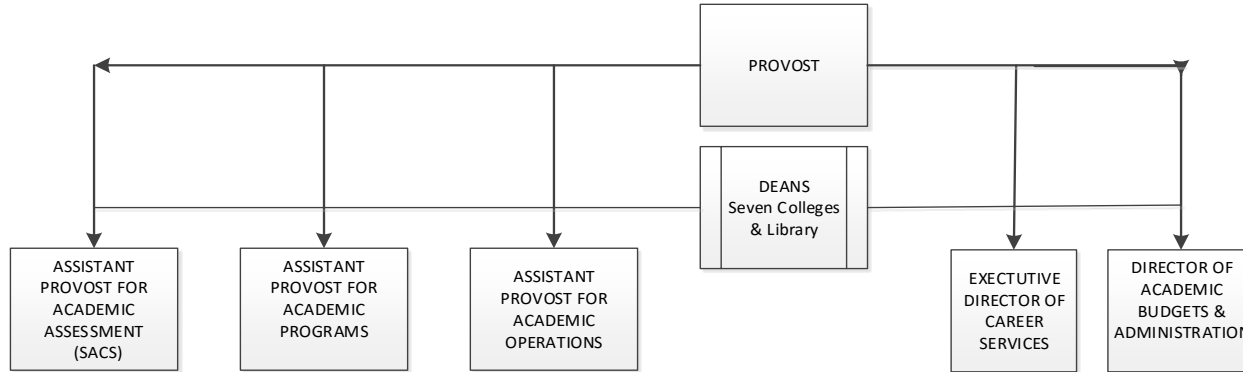 PROVOST
DEANS
Seven Colleges
& Library
ASSISTANT
PROVOST FOR
ACADEMIC
ASSESSMENT
(SACS)
ASSISTANT
PROVOST FOR
ACADEMIC
PROGRAMS
ASSISTANT
PROVOST FOR
ACADEMIC
OPERATIONS
EXECTUTIVE
DIRECTOR OF
CAREER
SERVICES
DIRECTOR OF
ACADEMIC
BUDGETS &
ADMINISTRATION